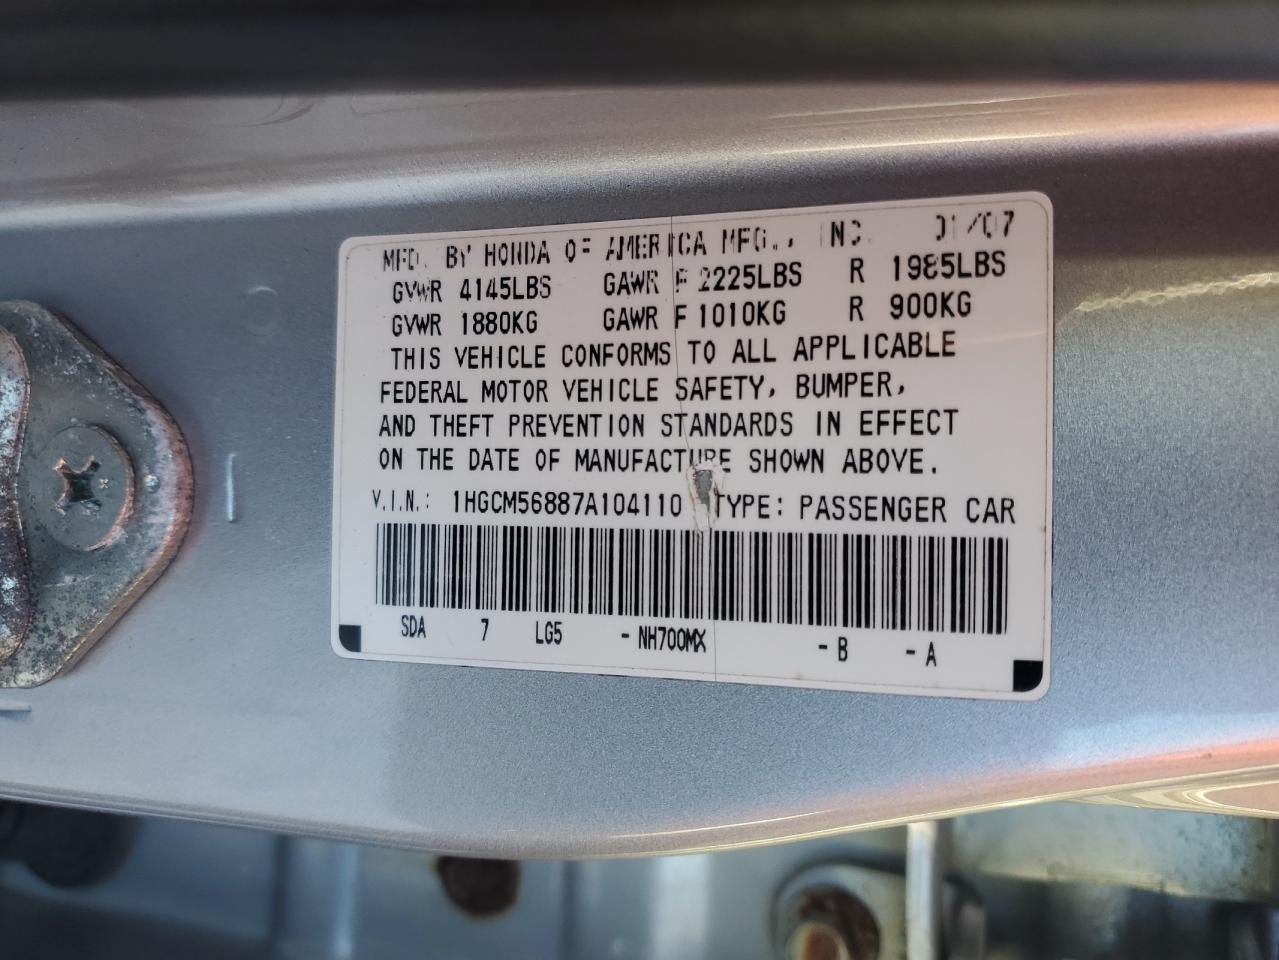 MFD. BY HONDA OF AMERICA MFG., INC. 01/07
GVWR 4145LBS GAWR F 2225LBS R 1985LBS
GVWR 1880KG GAWR F 1010KG R 900KG
THIS VEHICLE CONFORMS TO ALL APPLICABLE
FEDERAL MOTOR VEHICLE SAFETY, BUMPER,
AND THEFT PREVENTION STANDARDS IN EFFECT
ON THE DATE OF MANUFACTURE SHOWN ABOVE.
V.I.N.: 1HGCM56887A104110 TYPE: PASSENGER CAR
SDA 7 LG5 -NH700MX -B -A